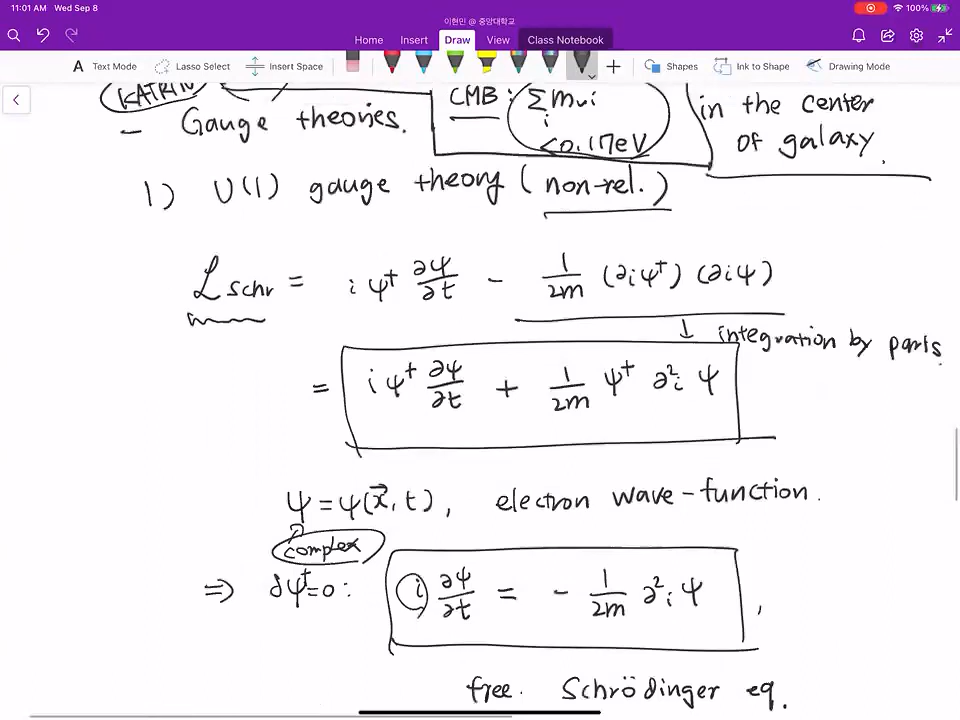 11:01 AM Wed Sep 8
100%
이현민 @ 중앙대학교
Home Insert Draw View Class Notebook
Text Mode Lasso Select Insert Space Shapes Ink to Shape Drawing Mode
KATRIN
CMB : Σ mνi
i
<0.17eV
in the center
of galaxy.
- Gauge theories.
1) U(1) gauge theory (non-rel.)
ℒschr = i ψ† ∂ψ/∂t - 1/2m (∂iψ†) (∂iψ)
↓ integration by parts.
= i ψ† ∂ψ/∂t + 1/2m ψ† ∂²i ψ
ψ = ψ(x⃗, t), electron wave-function.
complex
⇒ δψ†=0 : i ∂ψ/∂t = - 1/2m ∂²i ψ ,
free. Schrödinger eq.